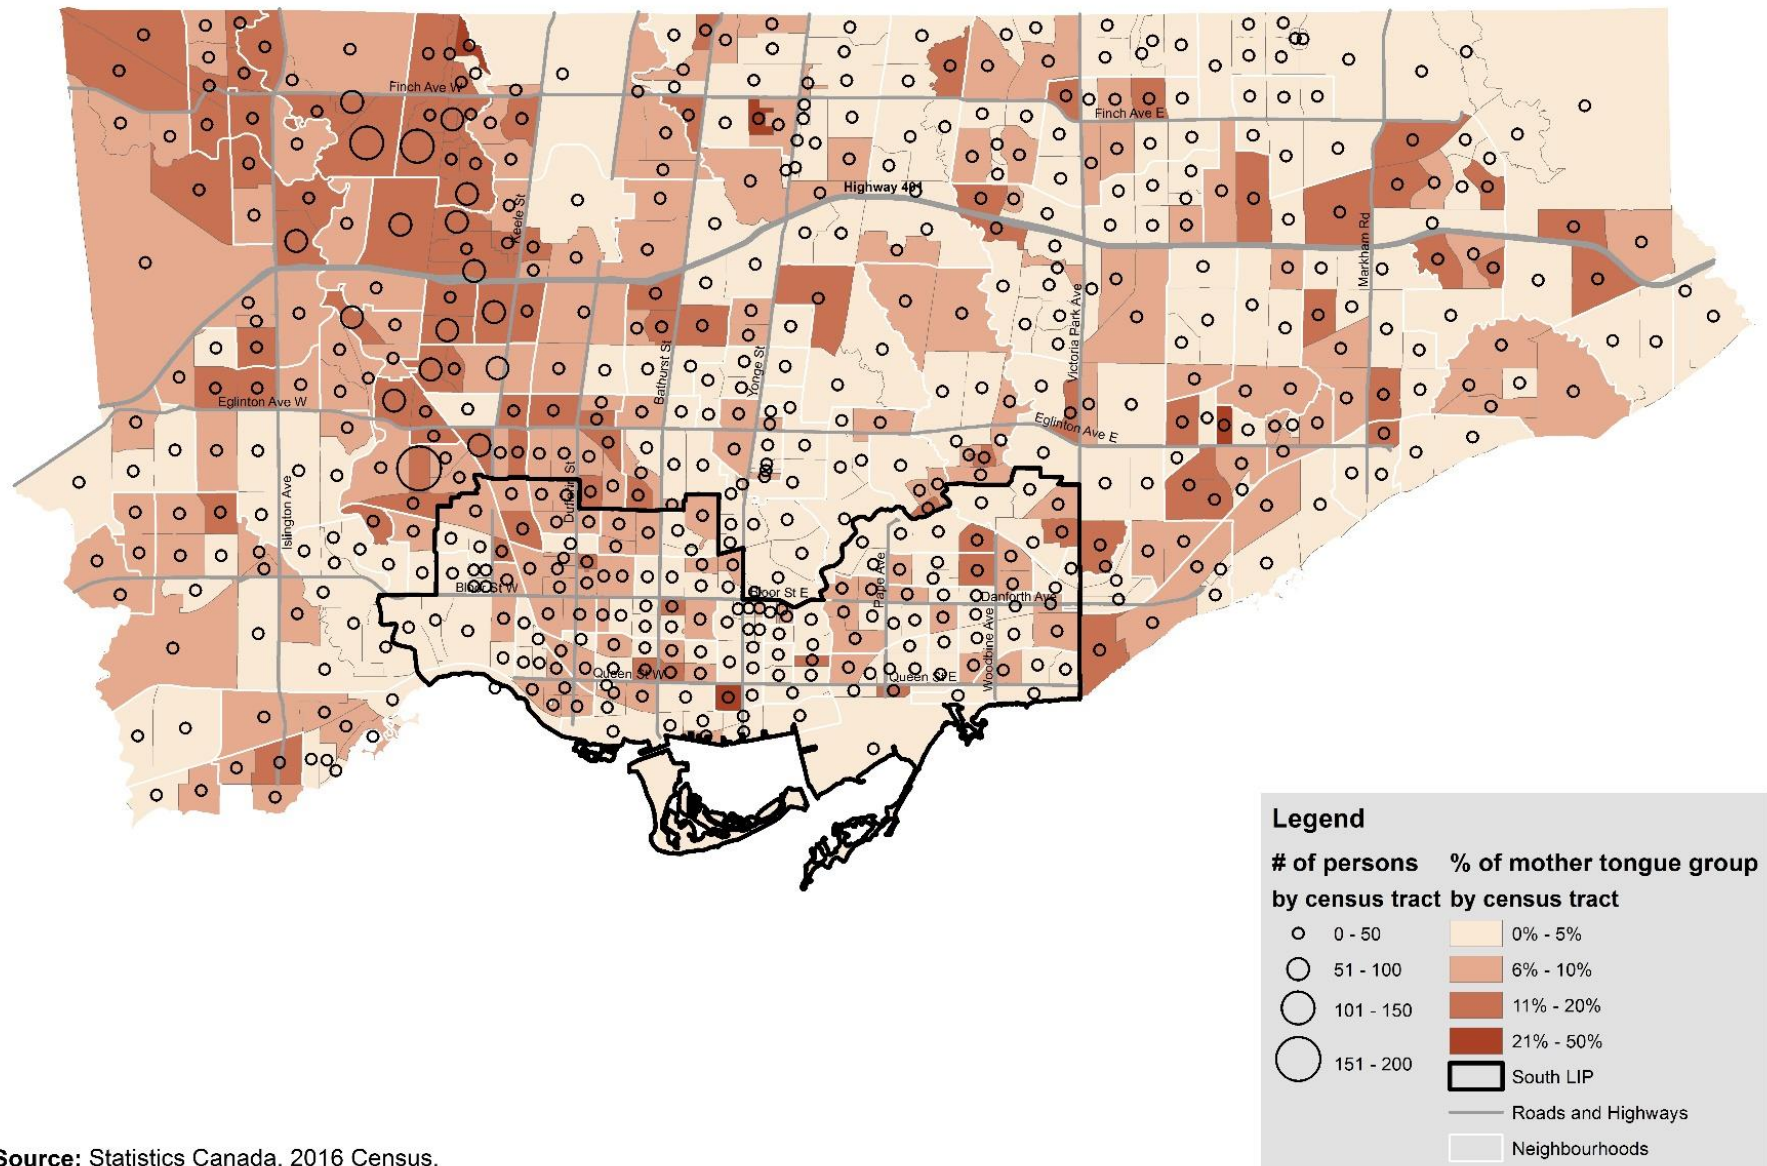 Finch Ave W
Finch Ave E
Highway 401
Keele St
Markham Rd
Victoria Park Ave
Bathurst St
Yonge St
Eglinton Ave W
Eglinton Ave E
Dufferin St
Islington Ave
Bloor St W
Bloor St E
Pape Ave
Danforth Ave
Woodbine Ave
Queen St W
Queen St E
Legend
# of persons
by census tract
0 - 50
51 - 100
101 - 150
151 - 200
% of mother tongue group
by census tract
0% - 5%
6% - 10%
11% - 20%
21% - 50%
South LIP
Roads and Highways
Neighbourhoods
Source: Statistics Canada. 2016 Census.